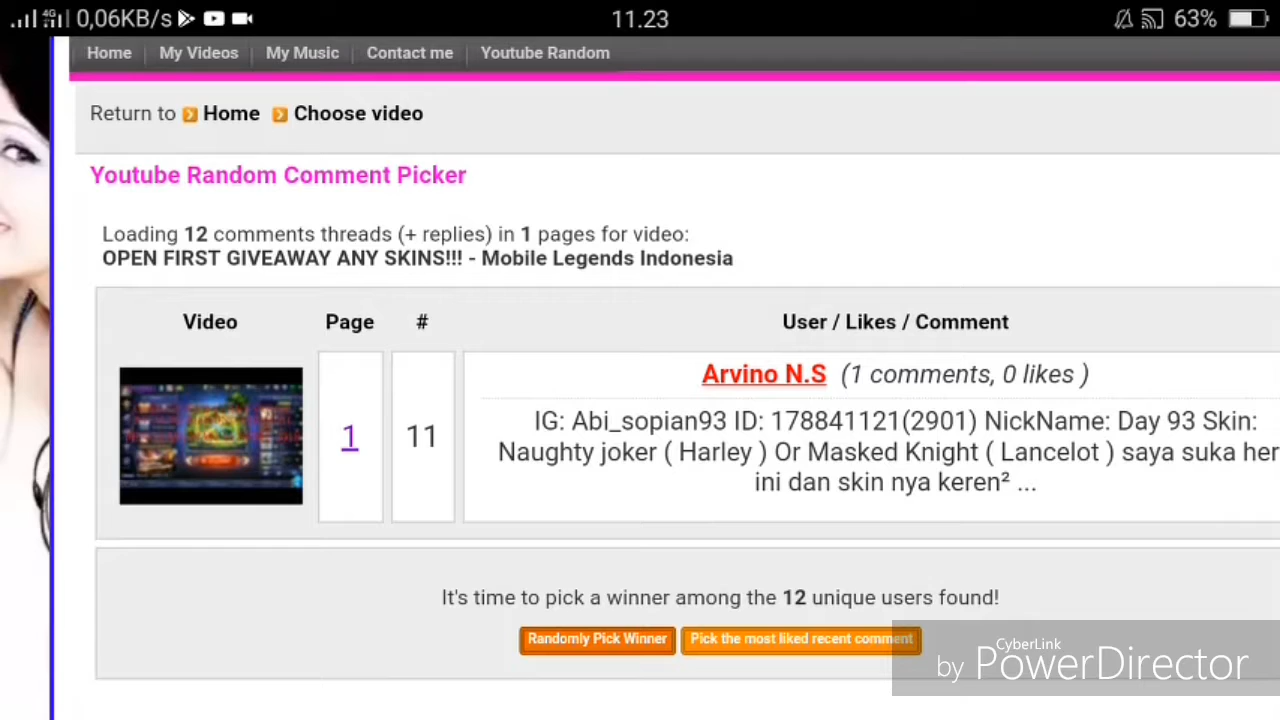 4G 0,06KB/s 11.23 63%
Home My Videos My Music Contact me Youtube Random
Return to Home Choose video
Youtube Random Comment Picker
Loading 12 comments threads (+ replies) in 1 pages for video:
OPEN FIRST GIVEAWAY ANY SKINS!!! - Mobile Legends Indonesia
Video Page # User / Likes / Comment
Arvino N.S (1 comments, 0 likes )
1 11
IG: Abi_sopian93 ID: 178841121(2901) NickName: Day 93 Skin:
Naughty joker ( Harley ) Or Masked Knight ( Lancelot ) saya suka her
ini dan skin nya keren² ...
It's time to pick a winner among the 12 unique users found!
Randomly Pick Winner Pick the most liked recent comment
CyberLink
by PowerDirector